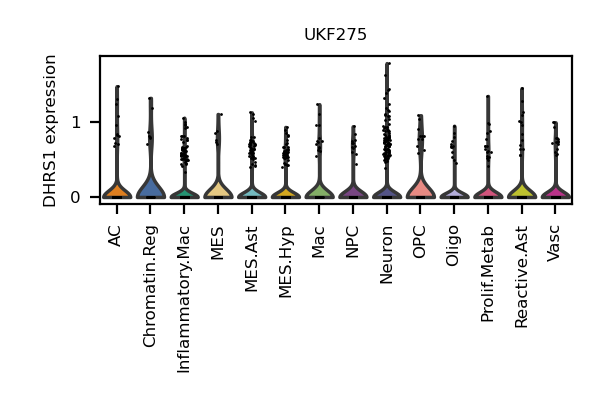 UKF275
DHRS1 expression
1
0
AC
Chromatin.Reg
Inflammatory.Mac
MES
MES.Ast
MES.Hyp
Mac
NPC
Neuron
OPC
Oligo
Prolif.Metab
Reactive.Ast
Vasc